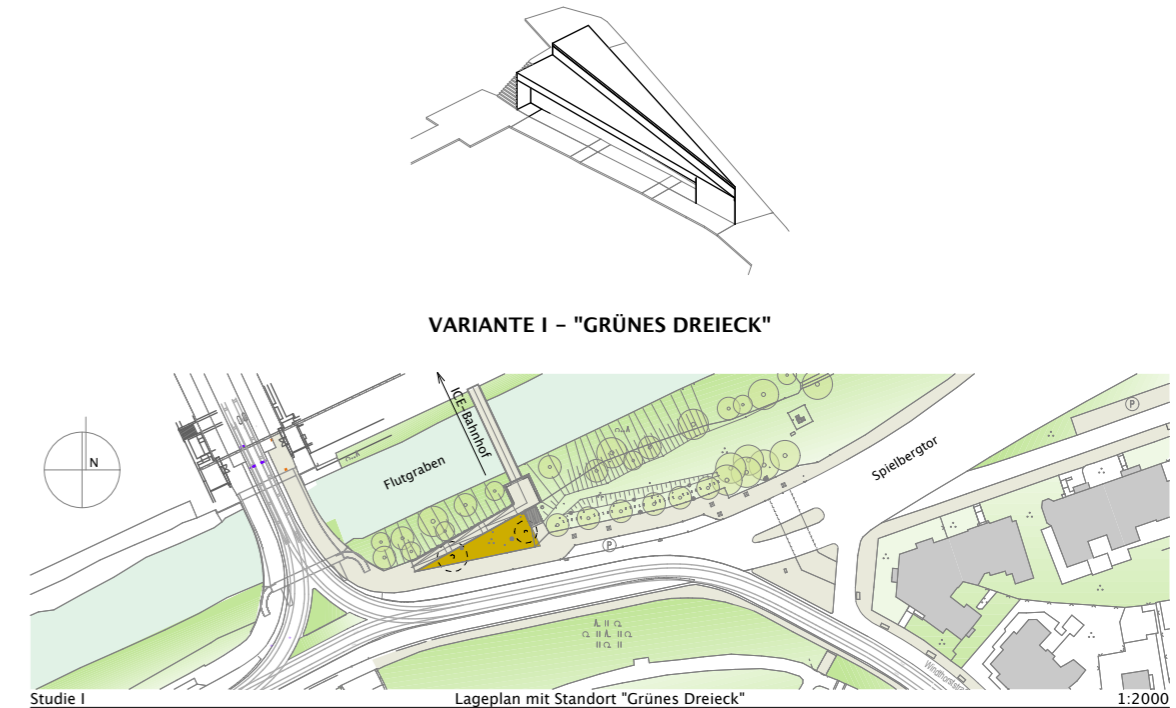 VARIANTE I - "GRÜNES DREIECK"
ICE-Bahnhof
P
N
Flutgraben
Spielbergtor
P
Studie I
Lageplan mit Standort "Grünes Dreieck"
1:2000